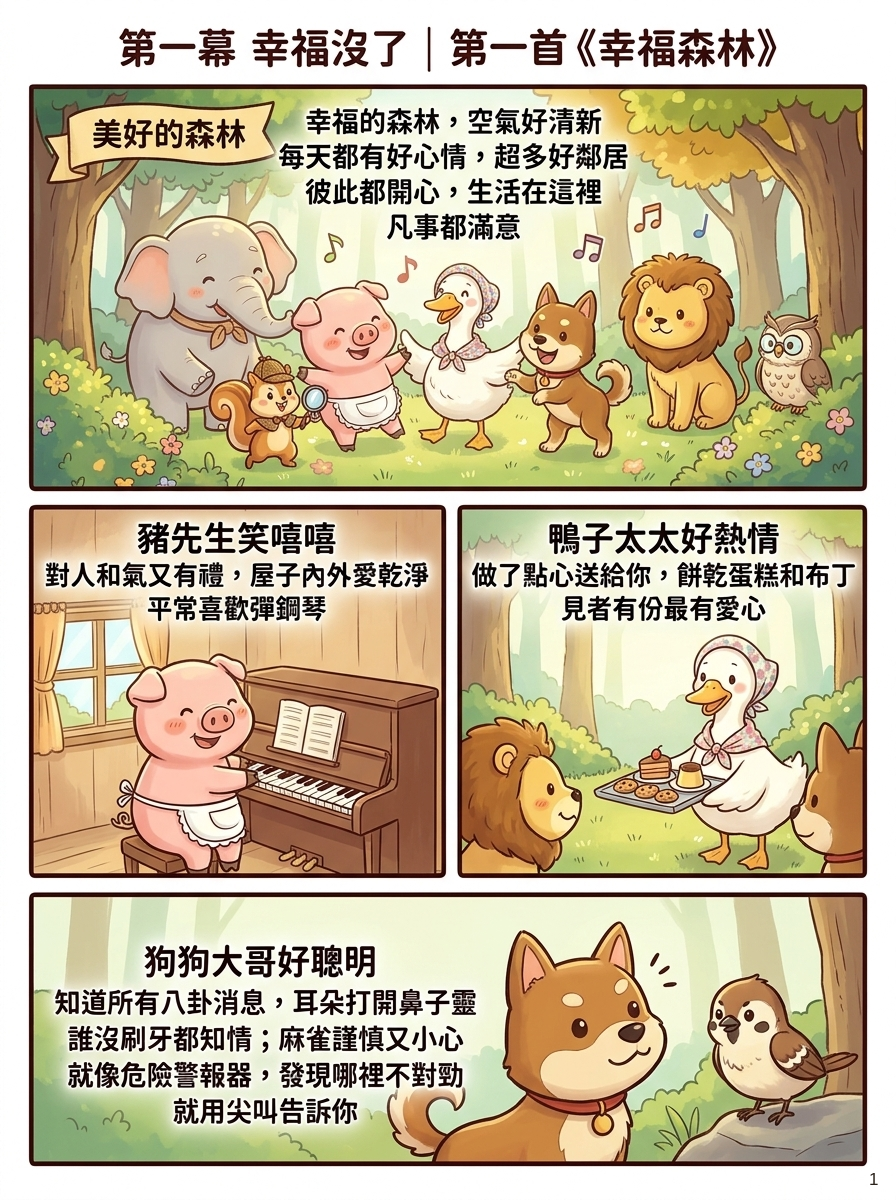 第一幕 幸福沒了｜第一首《幸福森林》
美好的森林
幸福的森林，空氣好清新
每天都有好心情，超多好鄰居
彼此都開心，生活在這裡
凡事都滿意
豬先生笑嘻嘻
對人和氣又有禮，屋子內外愛乾淨
平常喜歡彈鋼琴
鴨子太太好熱情
做了點心送給你，餅乾蛋糕和布丁
見者有份最有愛心
狗狗大哥好聰明
知道所有八卦消息，耳朵打開鼻子靈
誰沒刷牙都知情；麻雀謹慎又小心
就像危險警報器，發現哪裡不對勁
就用尖叫告訴你
1